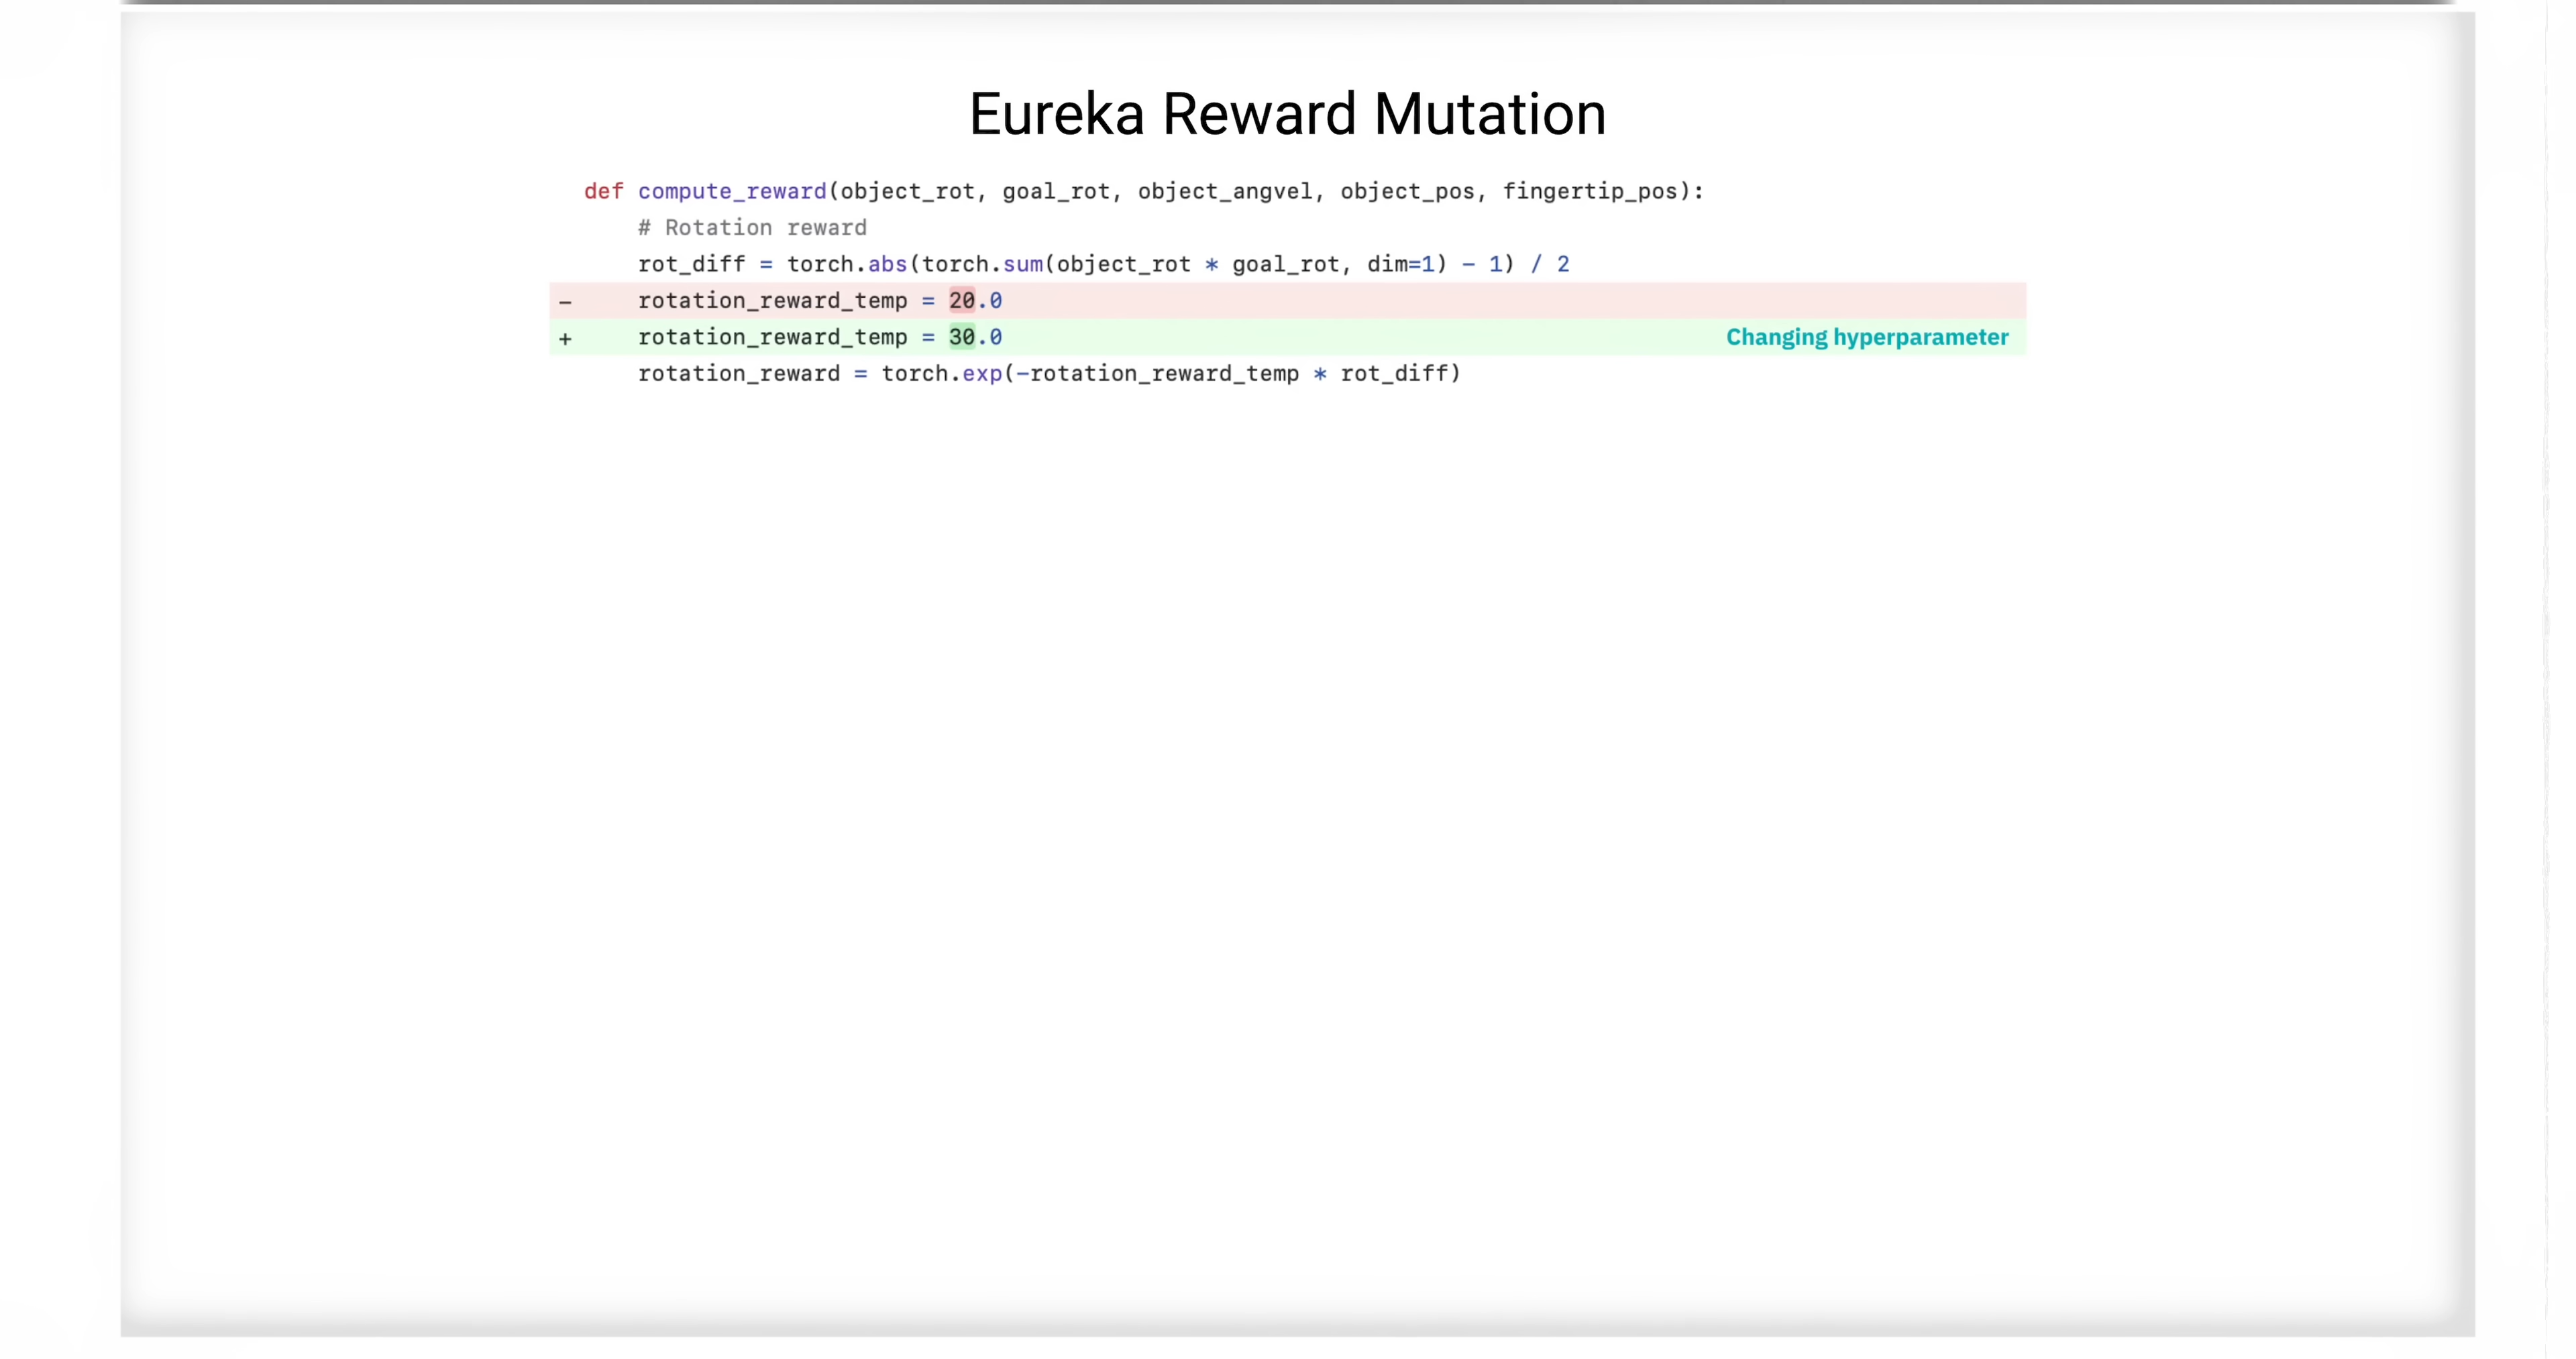 Eureka Reward Mutation
def compute_reward(object_rot, goal_rot, object_angvel, object_pos, fingertip_pos):
# Rotation reward
rot_diff = torch.abs(torch.sum(object_rot * goal_rot, dim=1) - 1) / 2
- rotation_reward_temp = 20.0
+ rotation_reward_temp = 30.0 Changing hyperparameter
rotation_reward = torch.exp(-rotation_reward_temp * rot_diff)